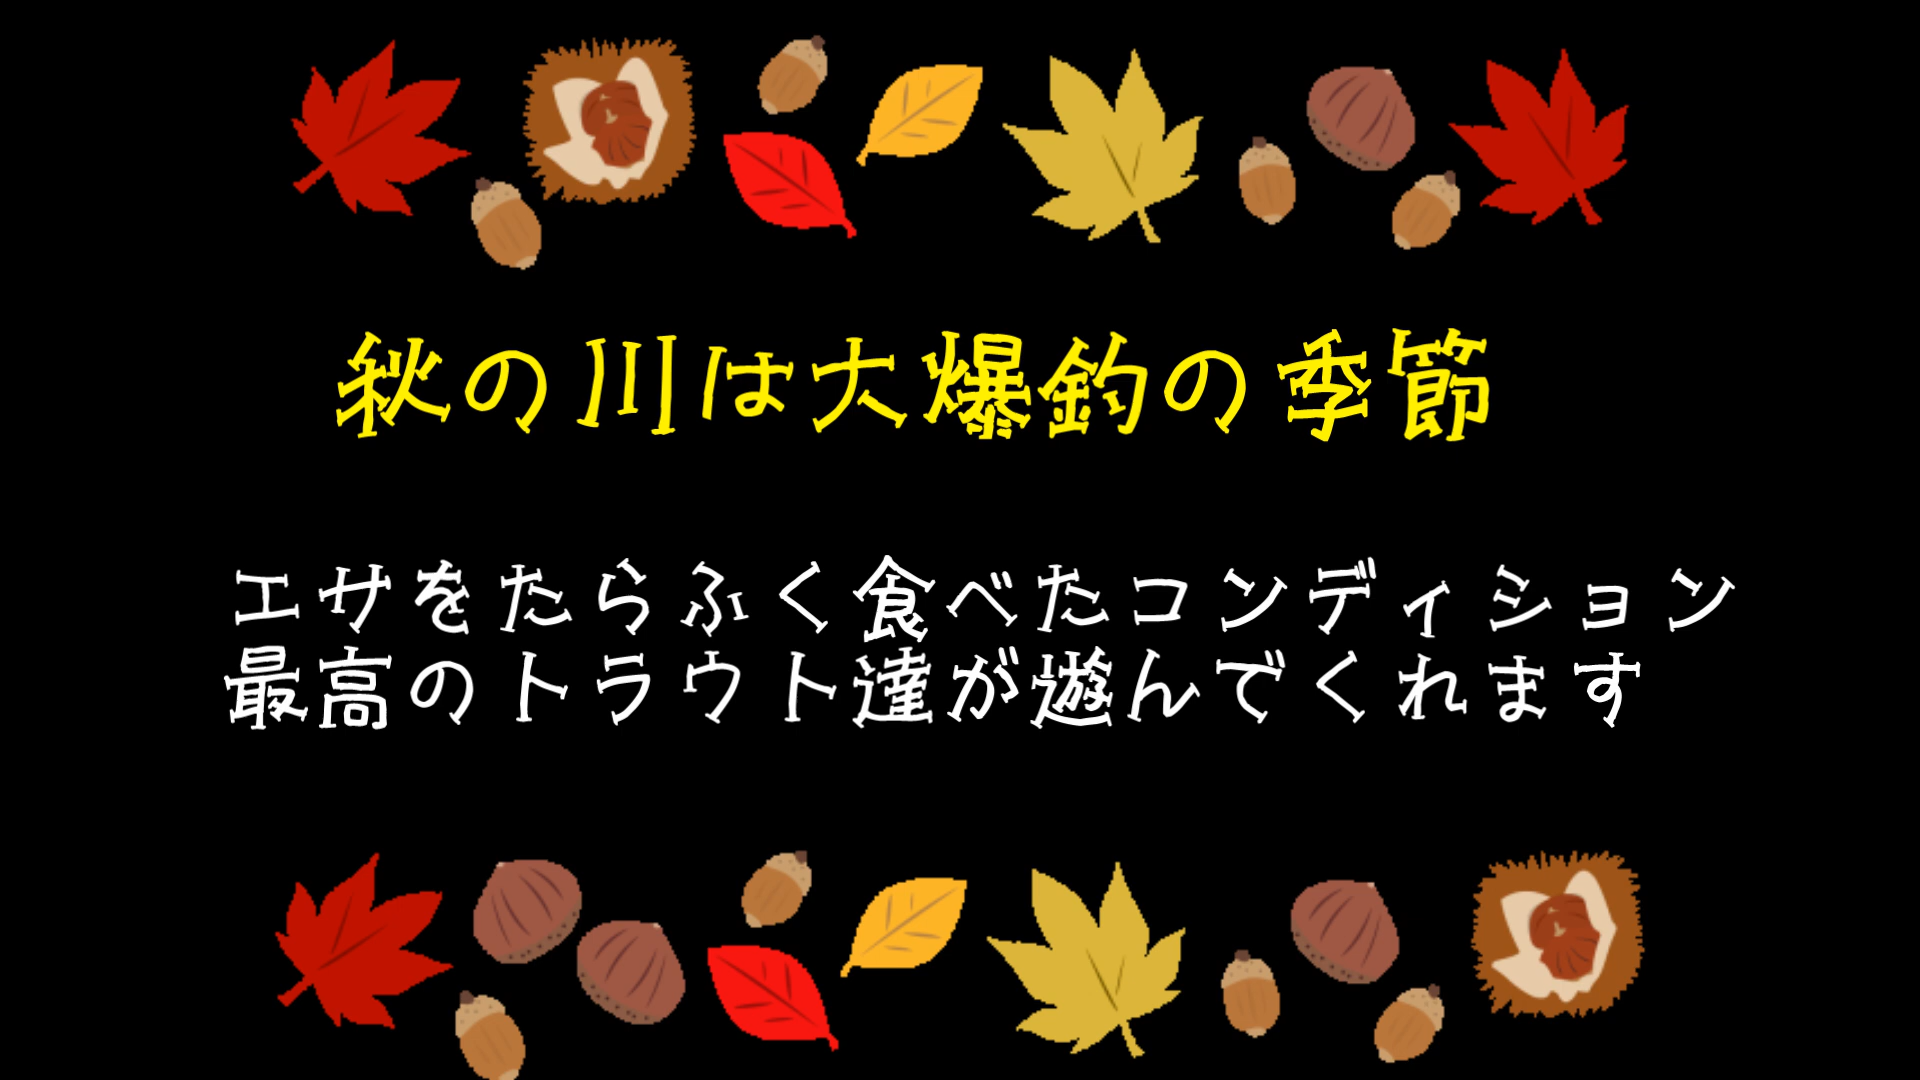 秋の川は大爆釣の季節
エサをたらふく食べたコンディション
最高のトラウト達が遊んでくれます